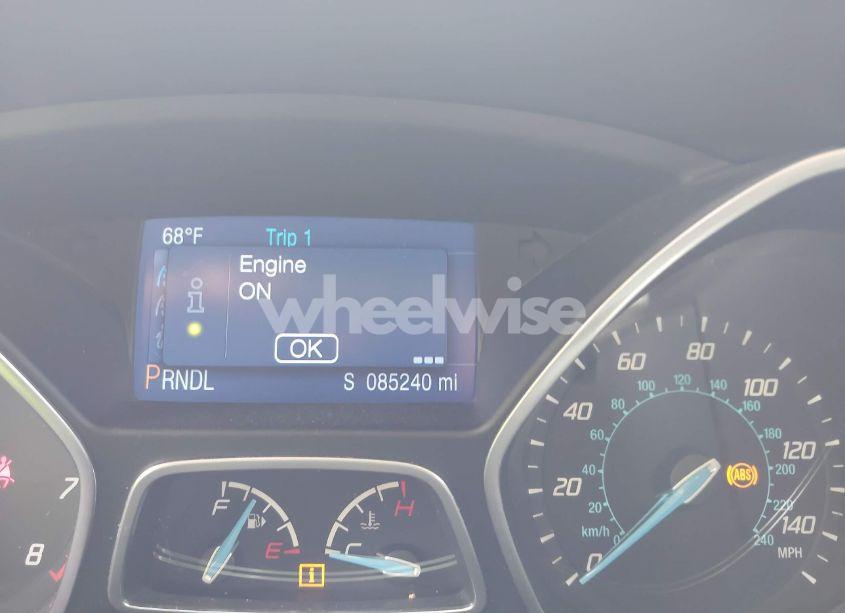 68°F Trip 1
Engine
ON
wheelwise
OK
PRNDL S 085240 mi
F E
C H
i
7
8
0 20 40 60 80 100 120 140
MPH
km/h
0 20 40 60 80 100 120 140 160 180 200 220 240
ABS